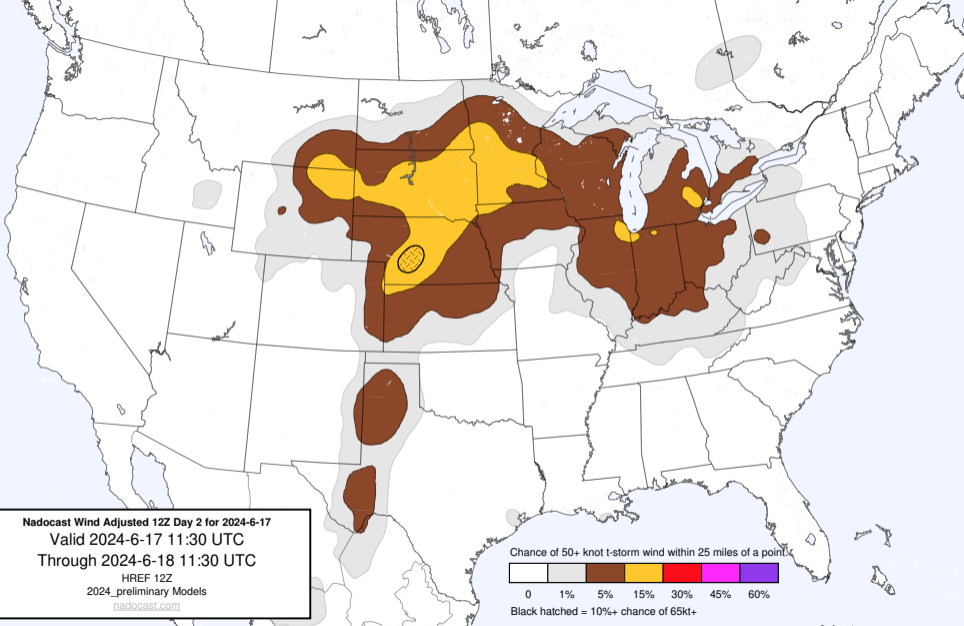 Nadocast Wind Adjusted 12Z Day 2 for 2024-6-17
Valid 2024-6-17 11:30 UTC
Through 2024-6-18 11:30 UTC
HREF 12Z
2024_preliminary Models
nadocast.com
Chance of 50+ knot t-storm wind within 25 miles of a point.
0 1% 5% 15% 30% 45% 60%
Black hatched = 10%+ chance of 65kt+